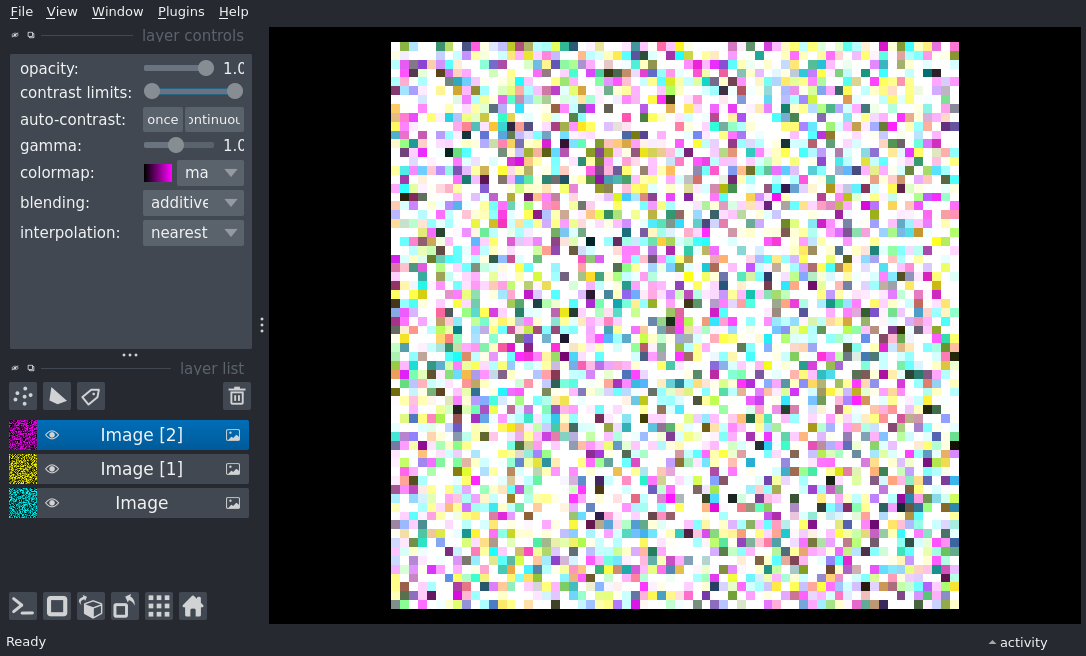 File View Window Plugins Help
layer controls
opacity: 1.0
contrast limits:
auto-contrast: once ontinuou
gamma: 1.0
colormap: ma
blending: additive
interpolation: nearest
layer list
Image [2]
Image [1]
Image
Ready
activity